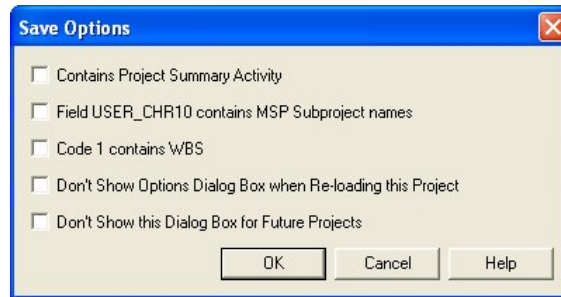 Save Options
Contains Project Summary Activity
Field USER_CHR10 contains MSP Subproject names
Code 1 contains WBS
Don't Show Options Dialog Box when Re-loading this Project
Don't Show this Dialog Box for Future Projects
OK Cancel Help